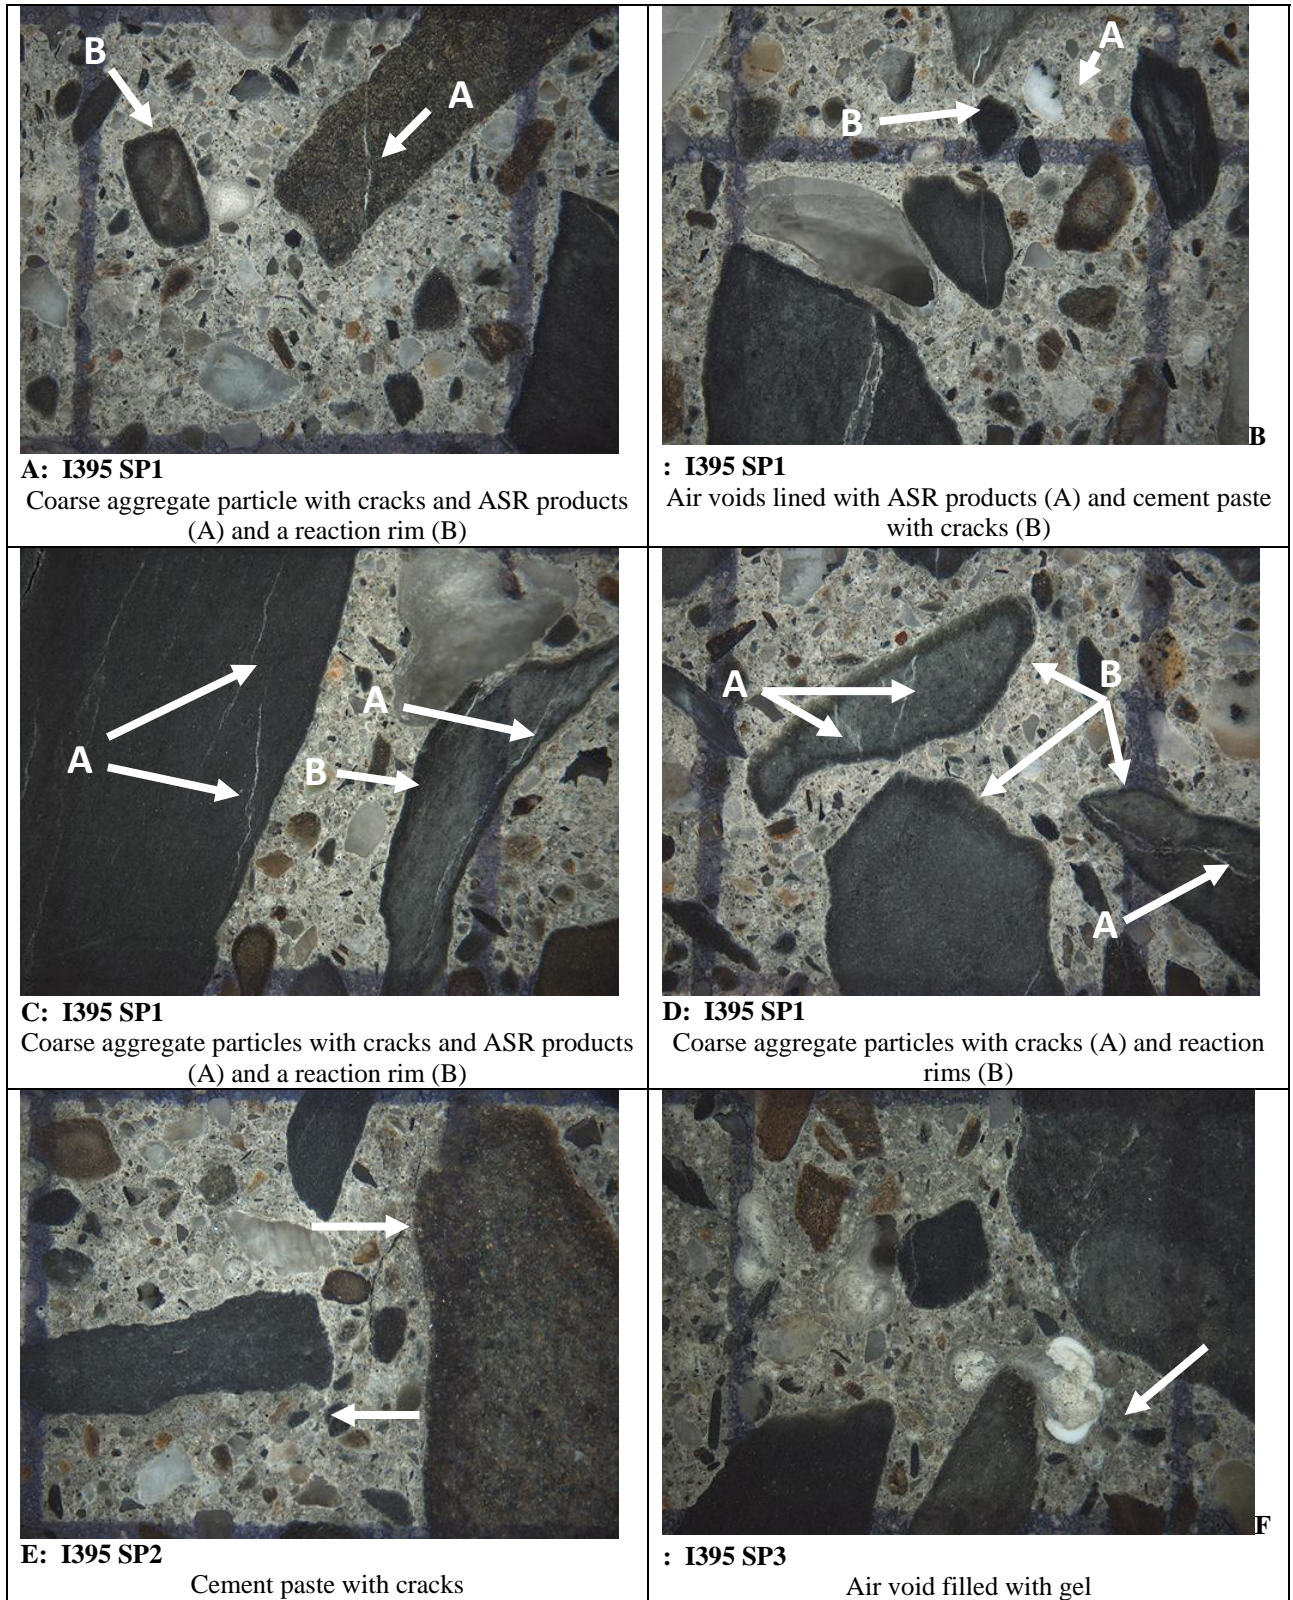 B
A
A: I395 SP1
Coarse aggregate particle with cracks and ASR products
(A) and a reaction rim (B)
A
B
B
: I395 SP1
Air voids lined with ASR products (A) and cement paste
with cracks (B)
A
A
B
C: I395 SP1
Coarse aggregate particles with cracks and ASR products
(A) and a reaction rim (B)
A
B
A
D: I395 SP1
Coarse aggregate particles with cracks (A) and reaction
rims (B)
E: I395 SP2
Cement paste with cracks
F
: I395 SP3
Air void filled with gel